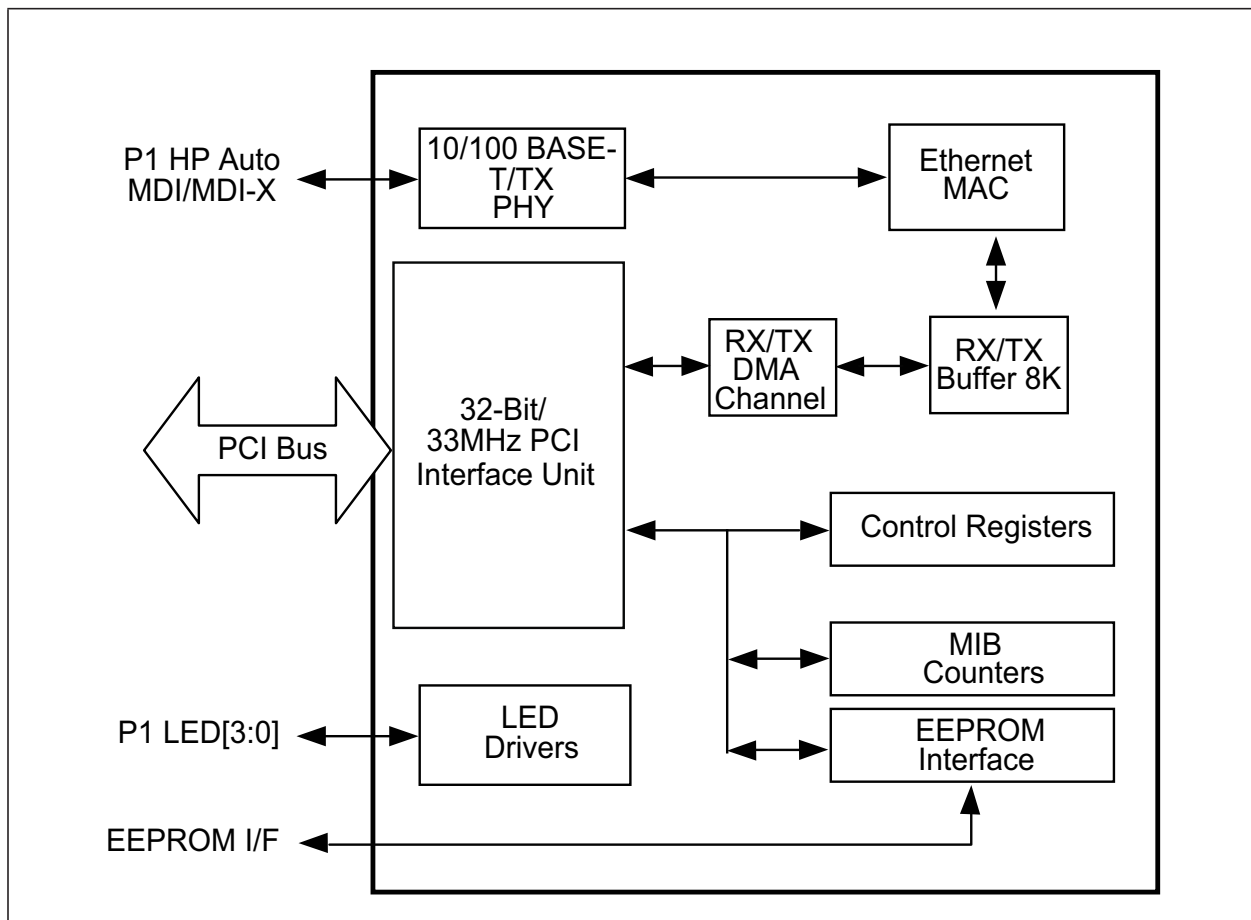 P1 HP Auto
MDI/MDI-X
10/100 BASE-
T/TX
PHY
Ethernet
MAC
RX/TX
DMA
Channel
RX/TX
Buffer 8K
PCI Bus
32-Bit/
33MHz PCI
Interface Unit
Control Registers
MIB
Counters
P1 LED[3:0]
LED
Drivers
EEPROM
Interface
EEPROM I/F